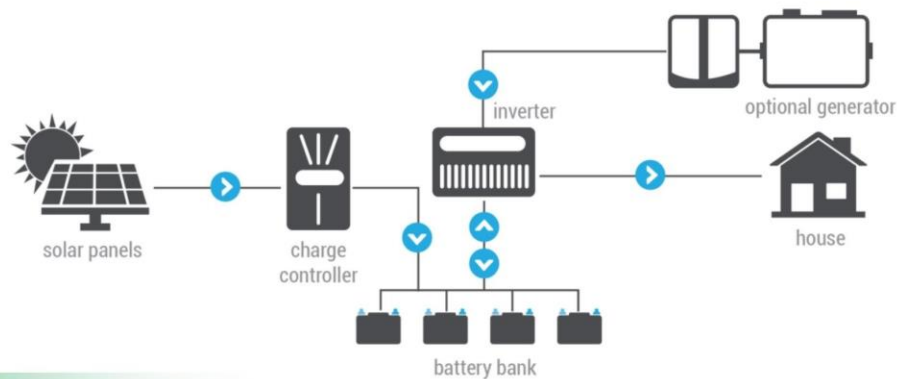 optional generator
inverter
solar panels
charge
controller
house
battery bank